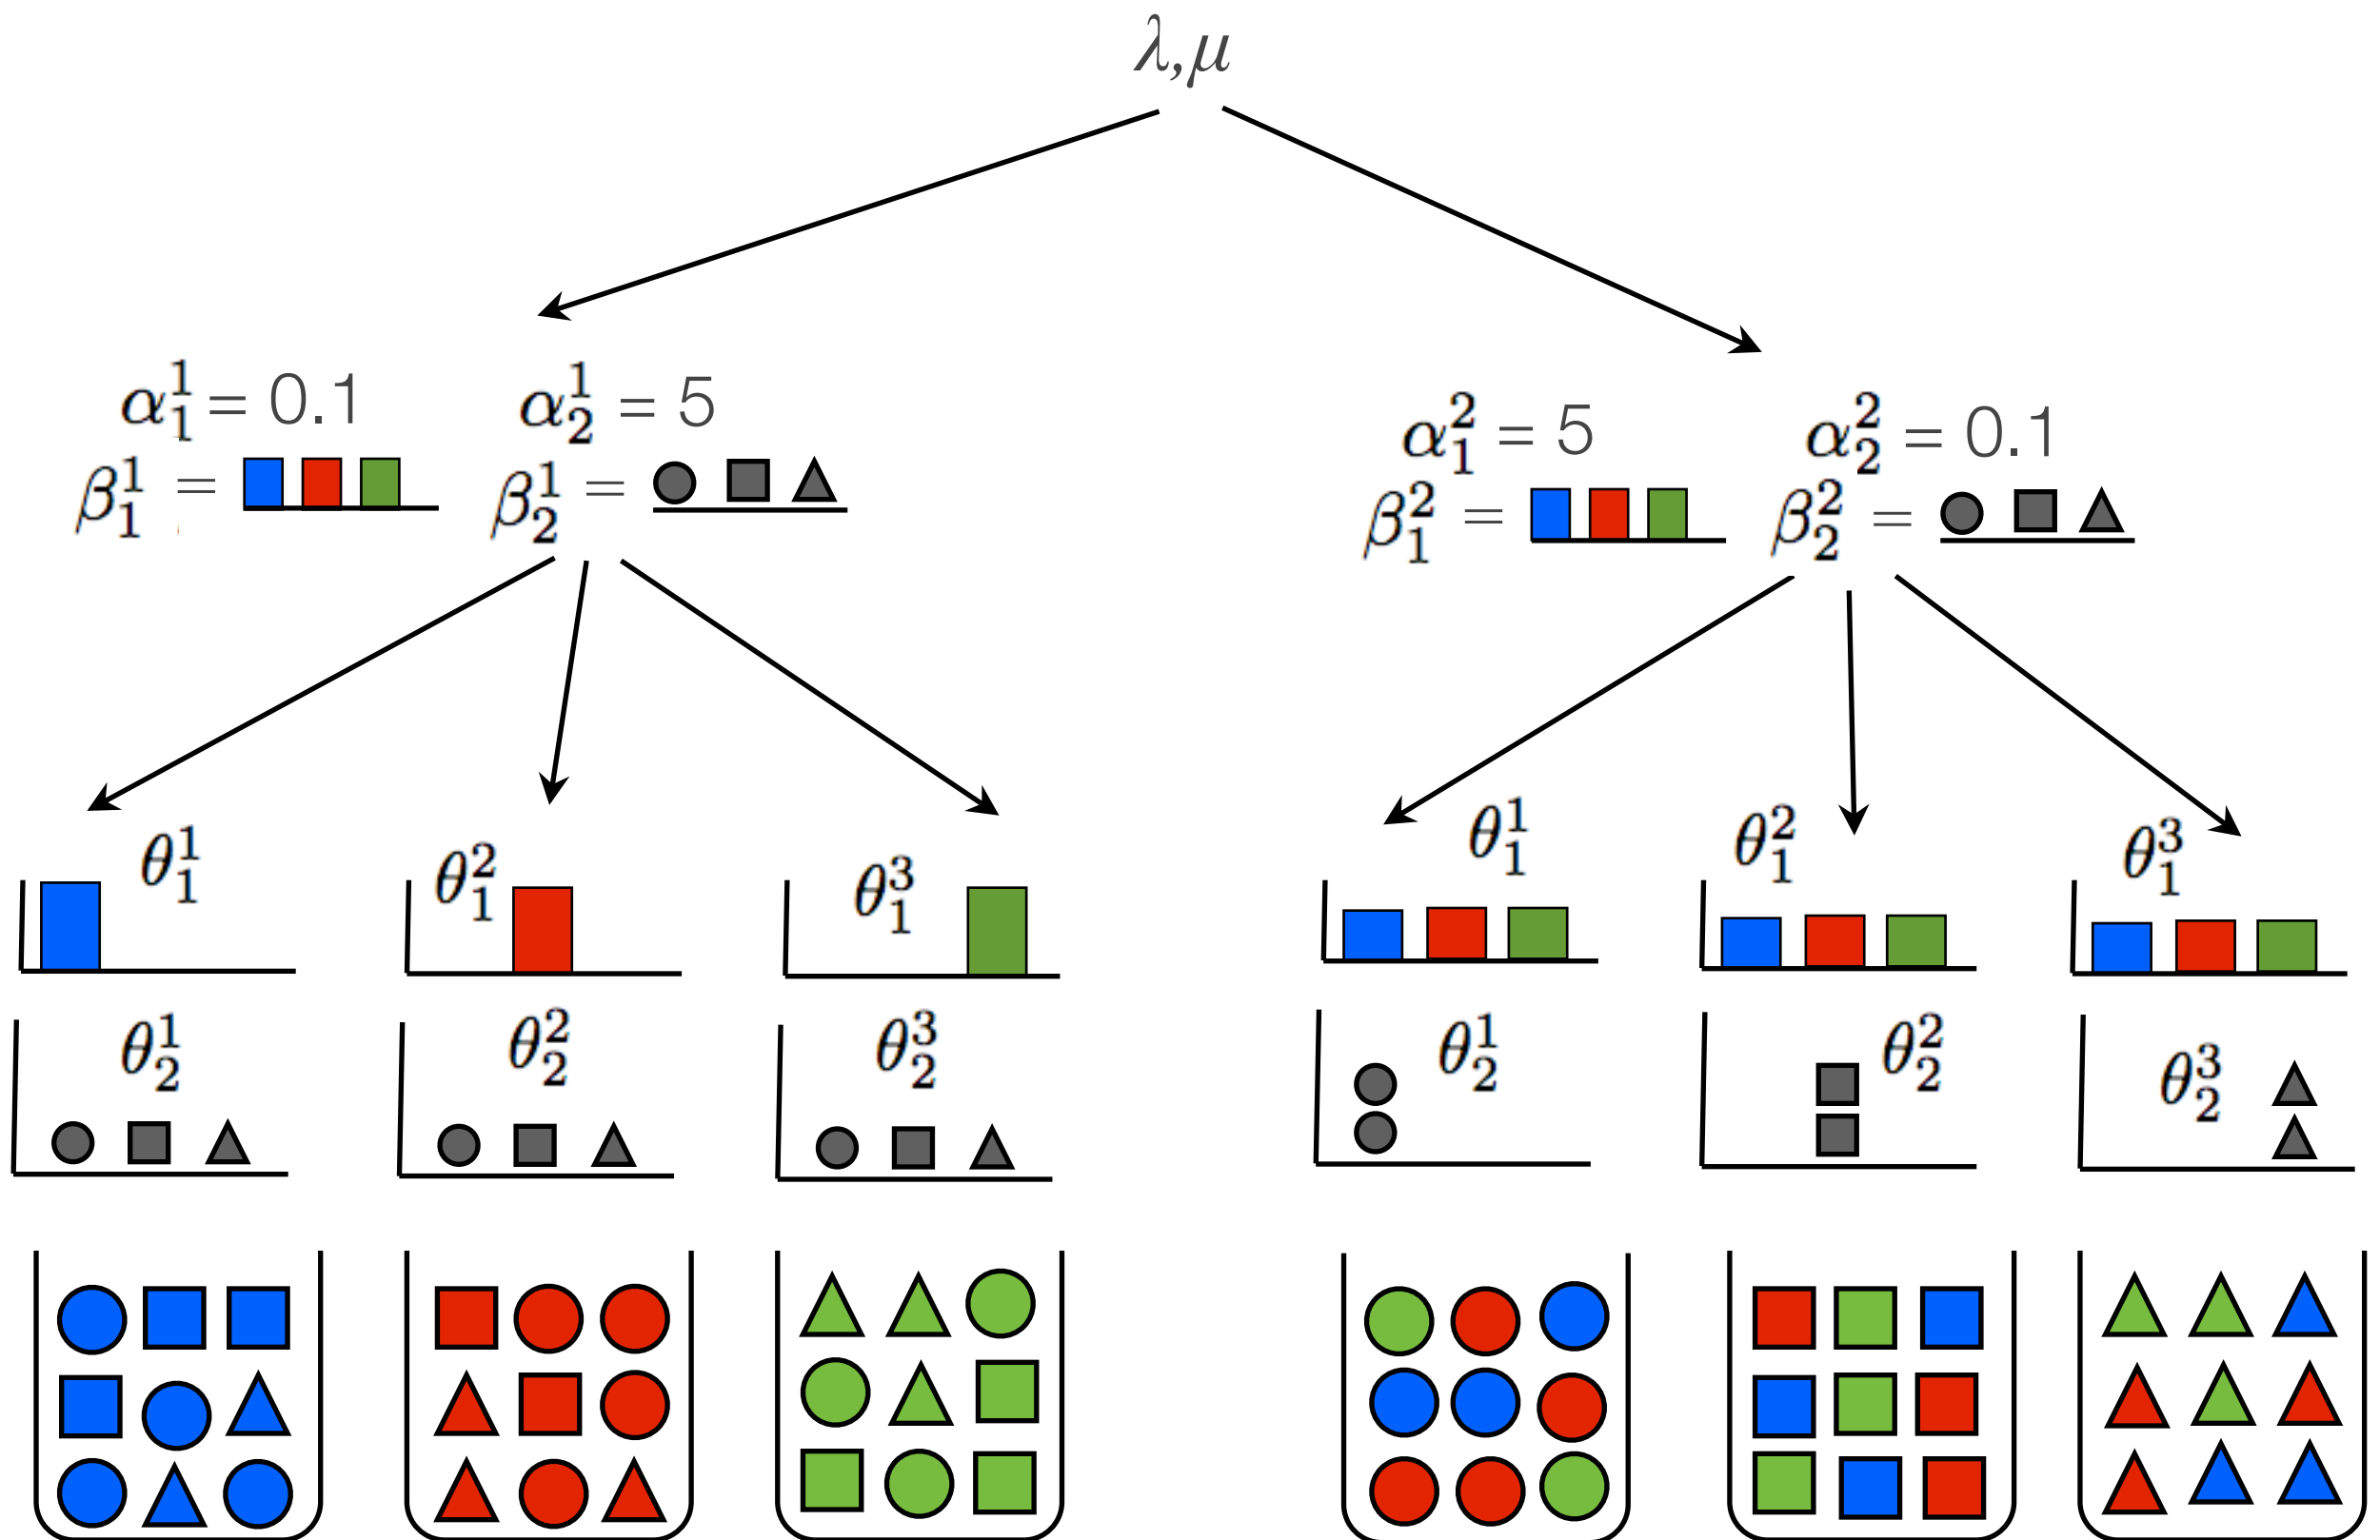 λ,μ
α₁¹ = 0.1 α₂¹ = 5
β₁¹ = β₂¹ =
α₁² = 5 α₂² = 0.1
β₁² = β₂² =
θ₁¹ θ₁² θ₁³ θ₁¹ θ₁² θ₁³
θ₂¹ θ₂² θ₂³ θ₂¹ θ₂² θ₂³